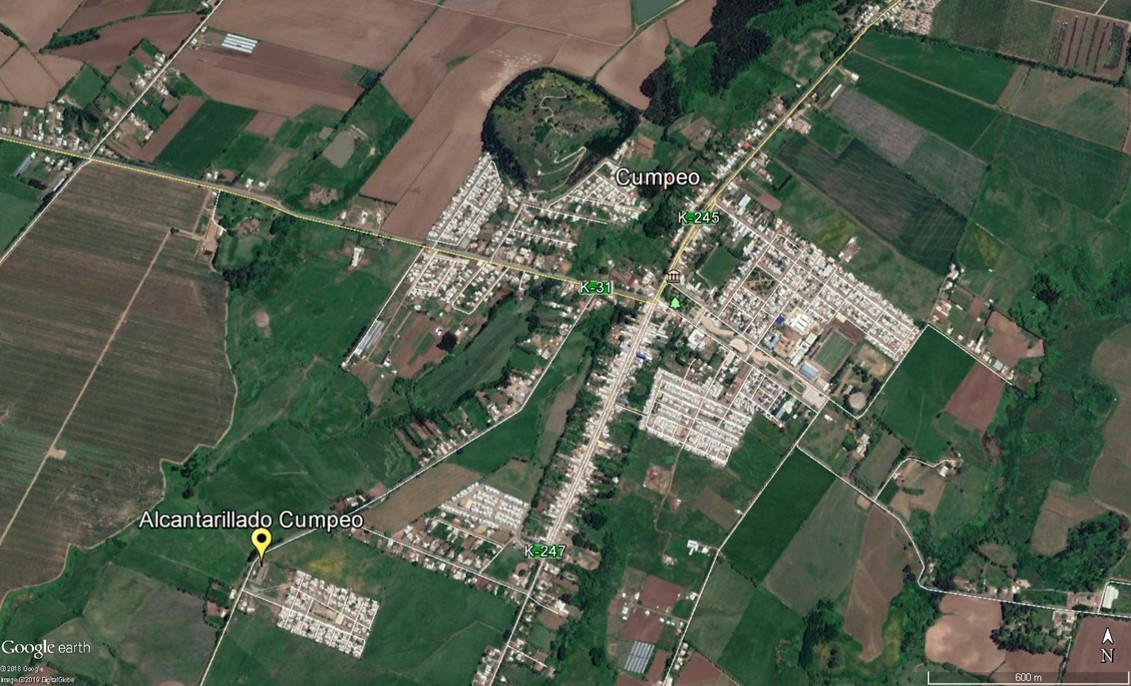 Cumpeo
K-245
K-31
Alcantarillado Cumpeo
K-247
Google earth
© 2018 Google
Image © 2019 DigitalGlobe
N
600 m